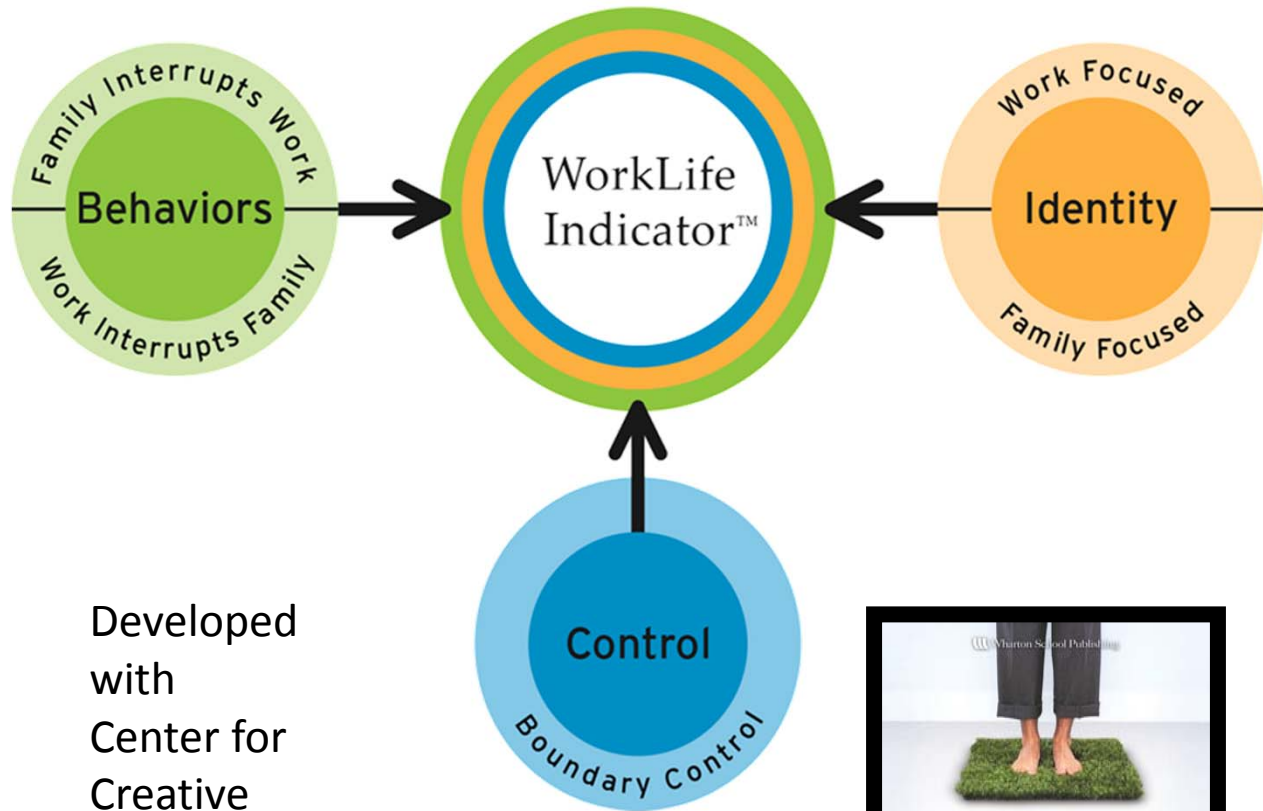 Family Interrupts Work
Behaviors
Work Interrupts Family
WorkLife
Indicator™
Work Focused
Identity
Family Focused
Control
Boundary Control
Developed
with
Center for
Creative
Wharton School Publishing